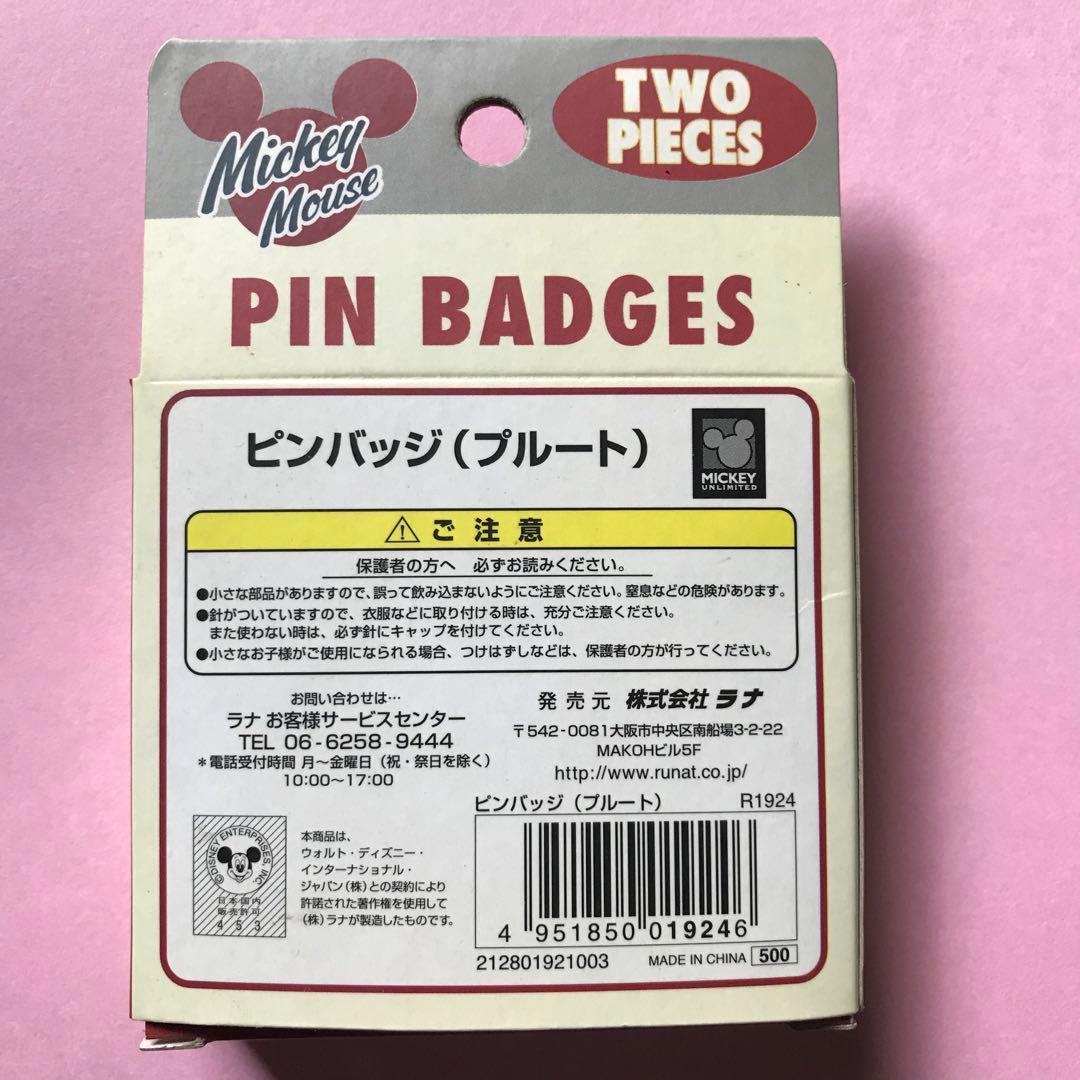 Mickey
Mouse
TWO
PIECES
PIN BADGES
ピンバッジ（プルート）
MICKEY
UNLIMITED
⚠ご注意
保護者の方へ 必ずお読みください。
●小さな部品がありますので、誤って飲み込まないようにご注意ください。窒息などの危険があります。
●針がついていますので、衣服などに取り付ける時は、充分ご注意ください。
また使わない時は、必ず針にキャップを付けてください。
●小さなお子様がご使用になられる場合、つけはずしなどは、保護者の方が行ってください。
お問い合わせは…
ラナ お客様サービスセンター
TEL 06-6258-9444
＊電話受付時間 月〜金曜日（祝・祭日を除く）
10:00〜17:00
発売元 株式会社 ラナ
〒542-0081大阪市中央区南船場3-2-22
MAKOHビル5F
http://www.runat.co.jp/
ピンバッジ（プルート） R1924
©DISNEY ENTERPRISES, INC.
日本国内
販売許可
453
本商品は、
ウォルト・ディズニー・
インターナショナル・
ジャパン（株）との契約により
許諾された著作権を使用して
（株）ラナが製造したものです。
4 951850 019246
212801921003 MADE IN CHINA 500